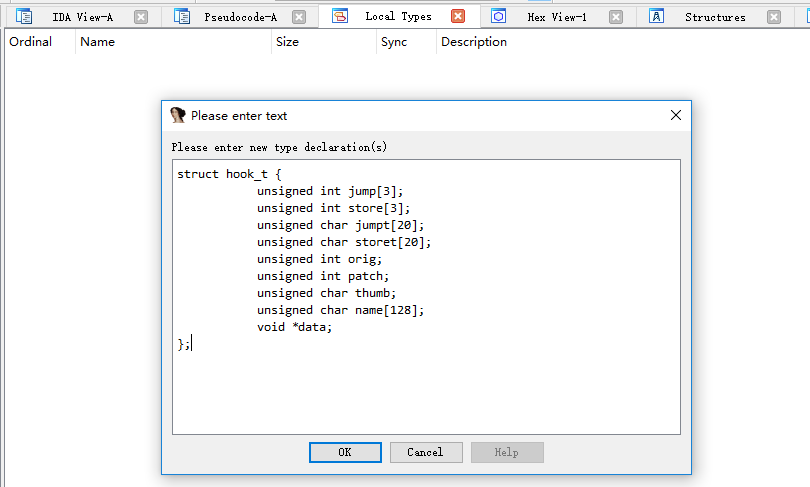 IDA View-A Pseudocode-A Local Types Hex View-1 Structures
Ordinal Name Size Sync Description
Please enter text
Please enter new type declaration(s)
struct hook_t {
unsigned int jump[3];
unsigned int store[3];
unsigned char jumpt[20];
unsigned char storet[20];
unsigned int orig;
unsigned int patch;
unsigned char thumb;
unsigned char name[128];
void *data;
};
OK Cancel Help